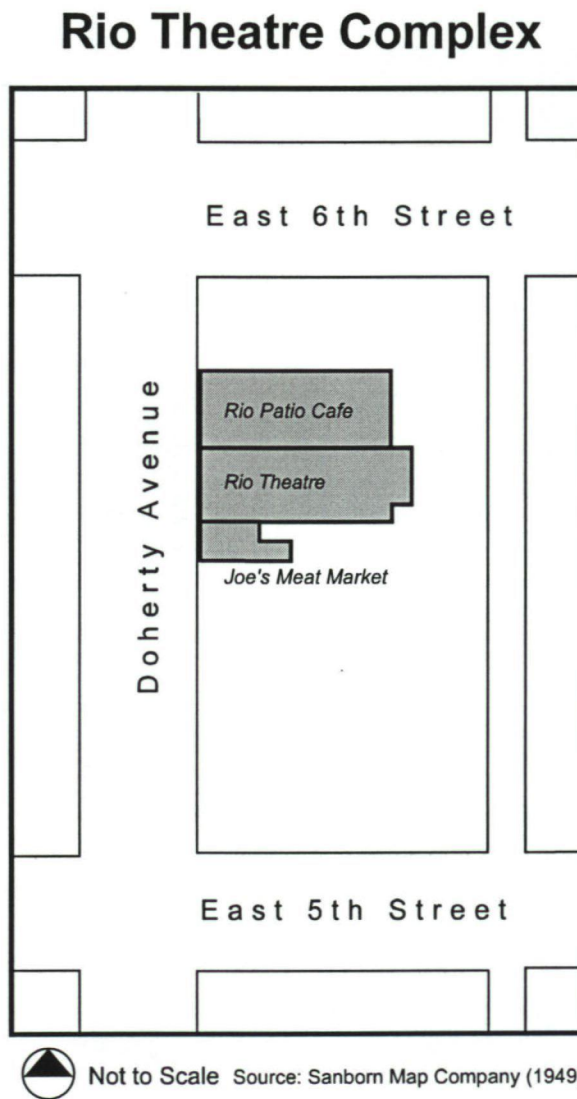 Rio Theatre Complex
East 6th Street
Doherty Avenue
Rio Patio Cafe
Rio Theatre
Joe's Meat Market
East 5th Street
Not to Scale Source: Sanborn Map Company (1949